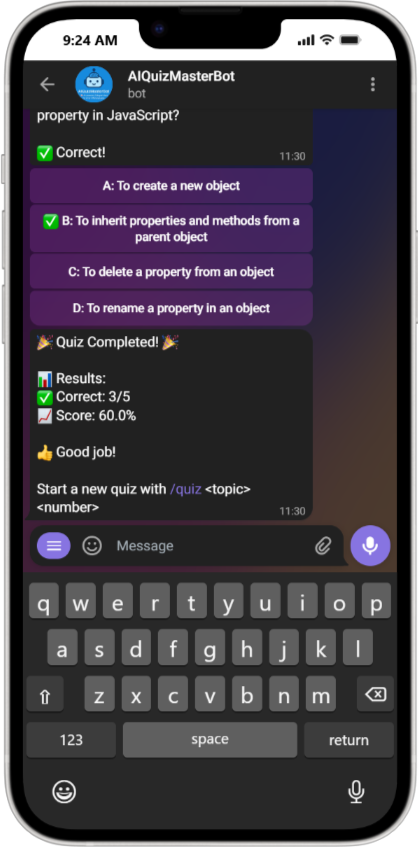 9:24 AM
AIQuizMasterBot
bot
property in JavaScript?
✅ Correct!
11:30
A: To create a new object
✅ B: To inherit properties and methods from a
parent object
C: To delete a property from an object
D: To rename a property in an object
🎉 Quiz Completed! 🎉
📊 Results:
✅ Correct: 3/5
📈 Score: 60.0%
👍 Good job!
Start a new quiz with /quiz <topic>
<number>
11:30
Message
q w e r t y u i o p
a s d f g h j k l
z x c v b n m
123 space return